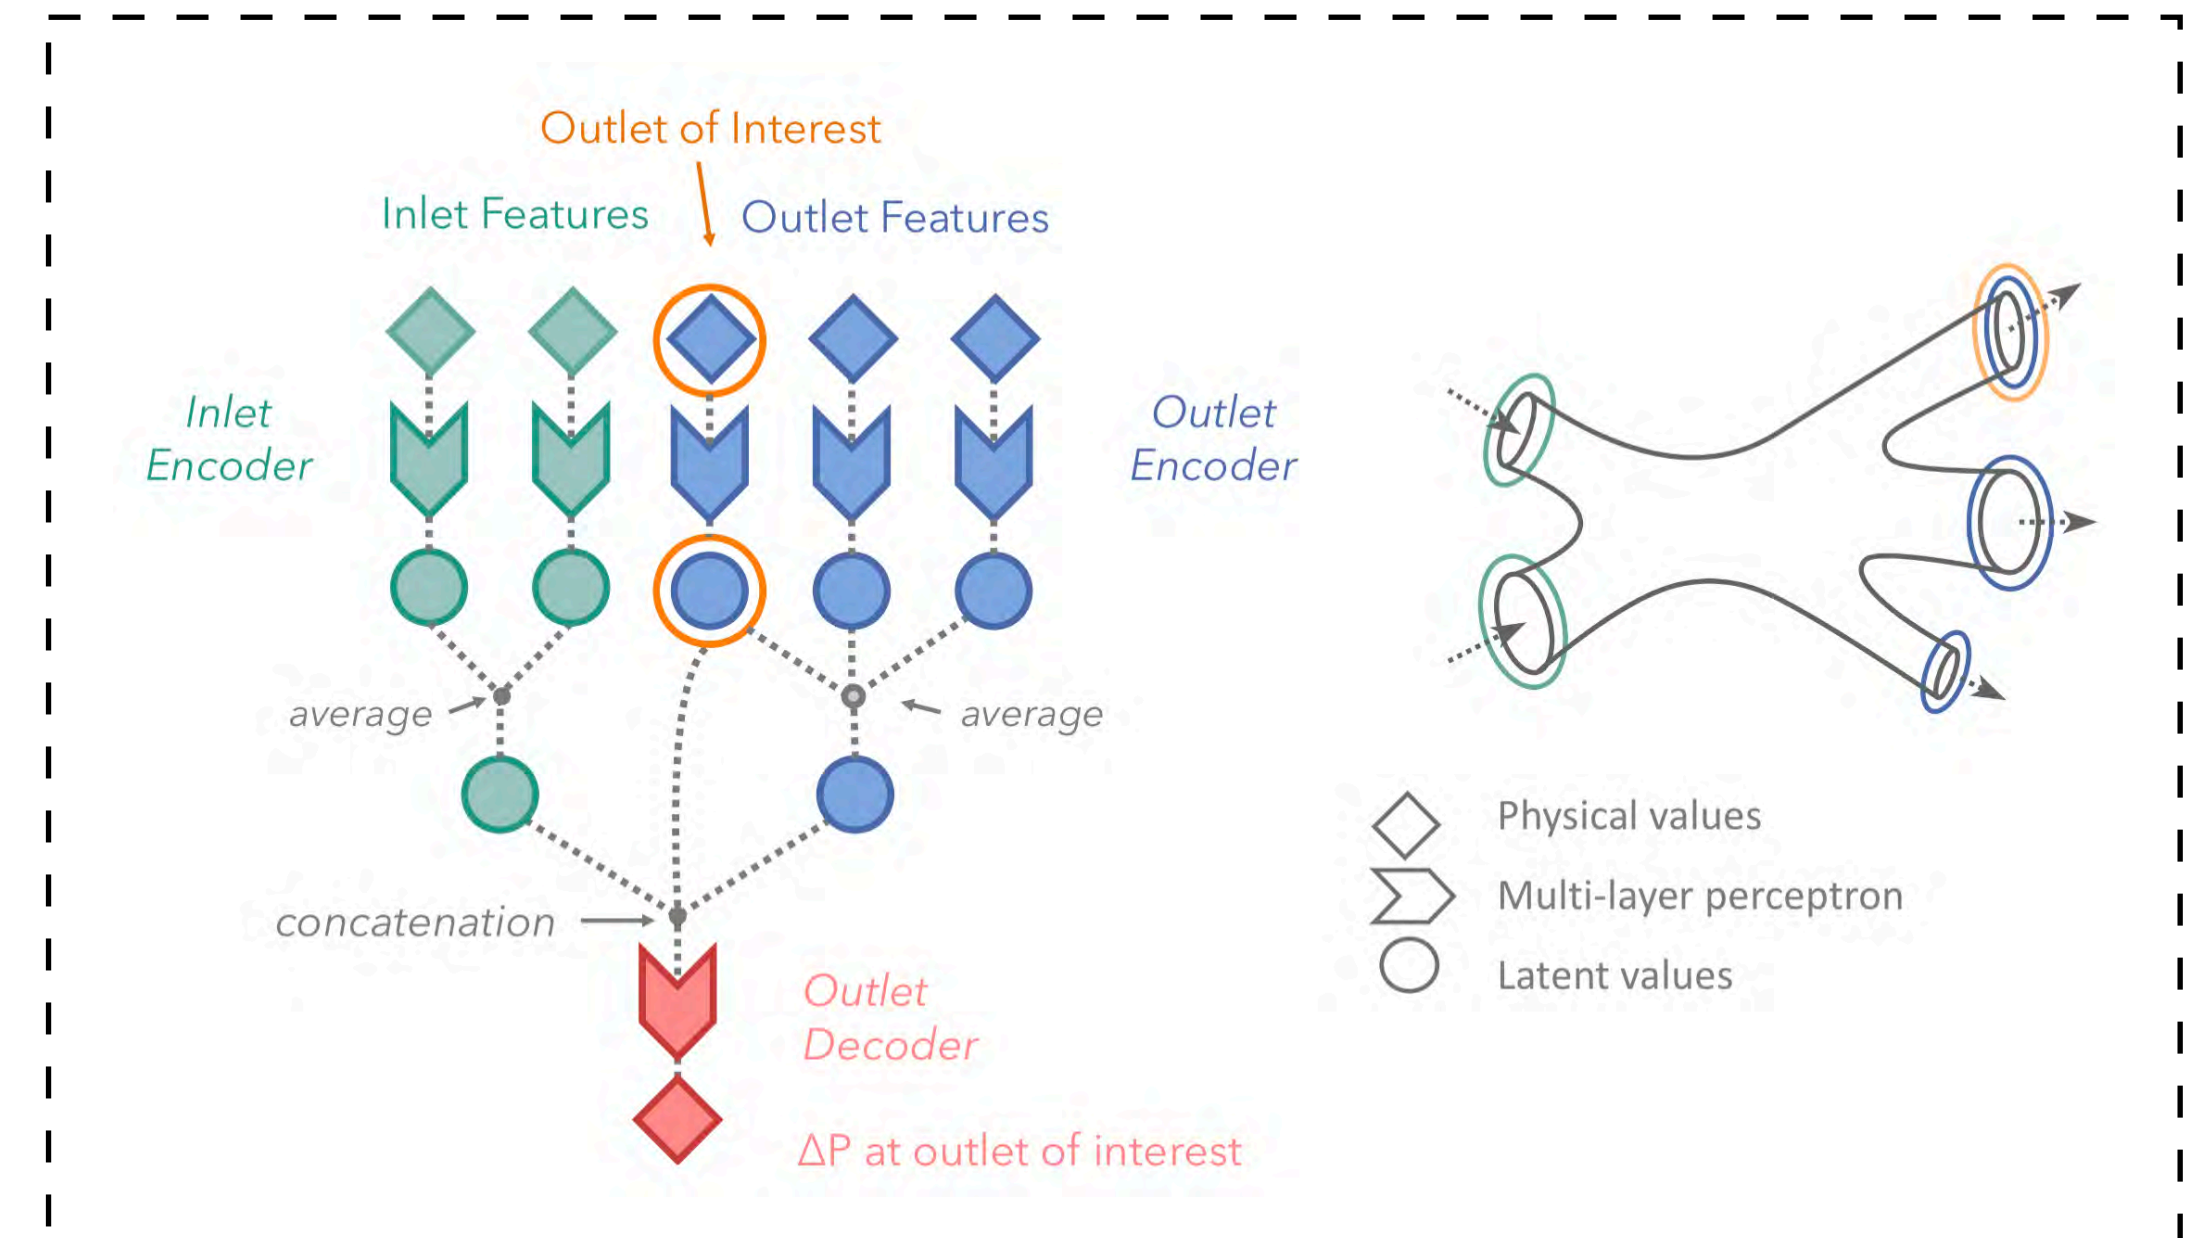 Outlet of Interest
Inlet Features
Outlet Features
Inlet
Encoder
Outlet
Encoder
average
average
concatenation
Outlet
Decoder
ΔP at outlet of interest
Physical values
Multi-layer perceptron
Latent values